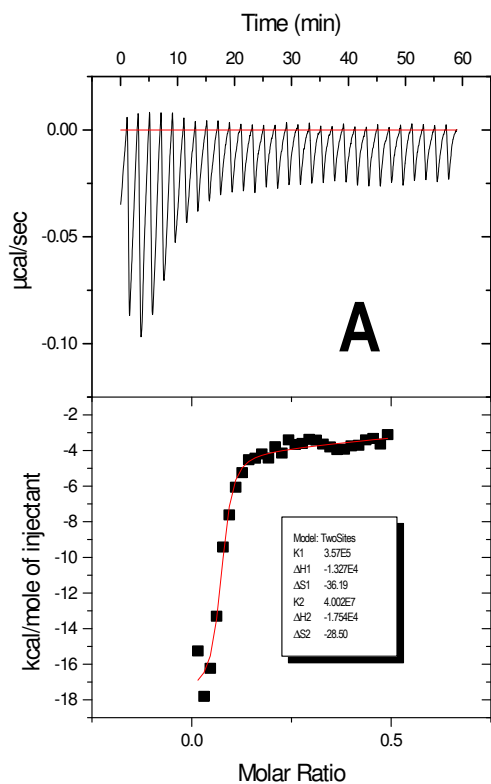 Time (min)
0 10 20 30 40 50 60
0.00
-0.05
-0.10
µcal/sec
A
-2
-4
-6
-8
-10
-12
-14
-16
-18
kcal/mole of injectant
Model: TwoSites
K1 3.57E5
ΔH1 -1.327E4
ΔS1 -36.19
K2 4.002E7
ΔH2 -1.754E4
ΔS2 -28.50
0.0 0.5
Molar Ratio